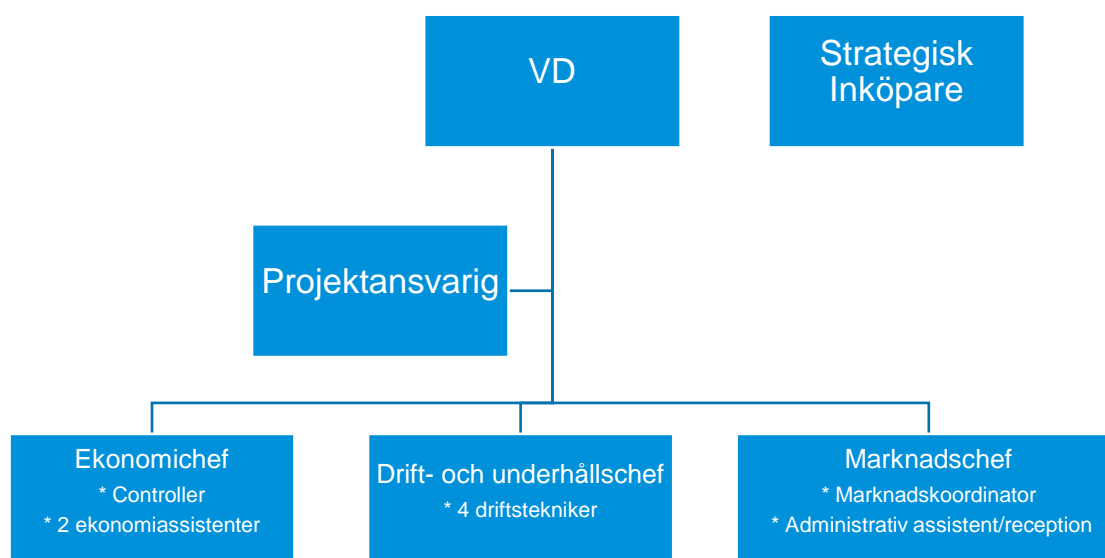 VD
Strategisk
Inköpare
Projektansvarig
Ekonomichef
* Controller
* 2 ekonomiassistenter
Drift- och underhållschef
* 4 driftstekniker
Marknadschef
* Marknadskoordinator
* Administrativ assistent/reception